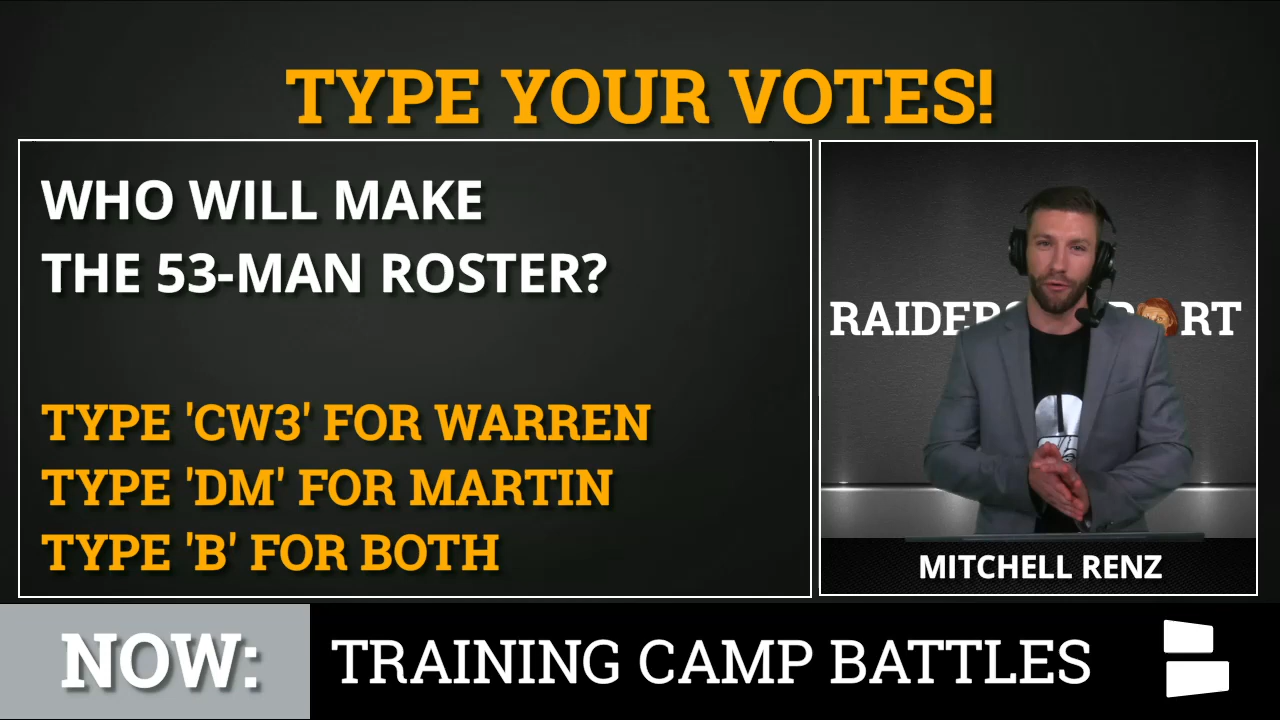 TYPE YOUR VOTES!
WHO WILL MAKE
THE 53-MAN ROSTER?
TYPE 'CW3' FOR WARREN
TYPE 'DM' FOR MARTIN
TYPE 'B' FOR BOTH
MITCHELL RENZ
NOW:
TRAINING CAMP BATTLES